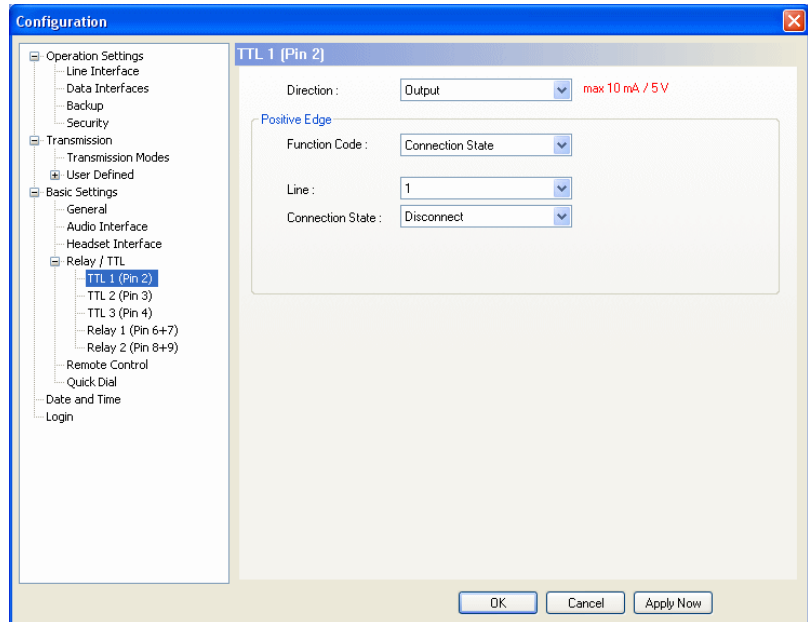 Configuration
Operation Settings
Line Interface
Data Interfaces
Backup
Security
Transmission
Transmission Modes
User Defined
Basic Settings
General
Audio Interface
Headset Interface
Relay / TTL
TTL 1 (Pin 2)
TTL 2 (Pin 3)
TTL 3 (Pin 4)
Relay 1 (Pin 6+7)
Relay 2 (Pin 8+9)
Remote Control
Quick Dial
Date and Time
Login
TTL 1 (Pin 2)
Direction : Output max 10 mA / 5 V
Positive Edge
Function Code : Connection State
Line : 1
Connection State : Disconnect
OK Cancel Apply Now